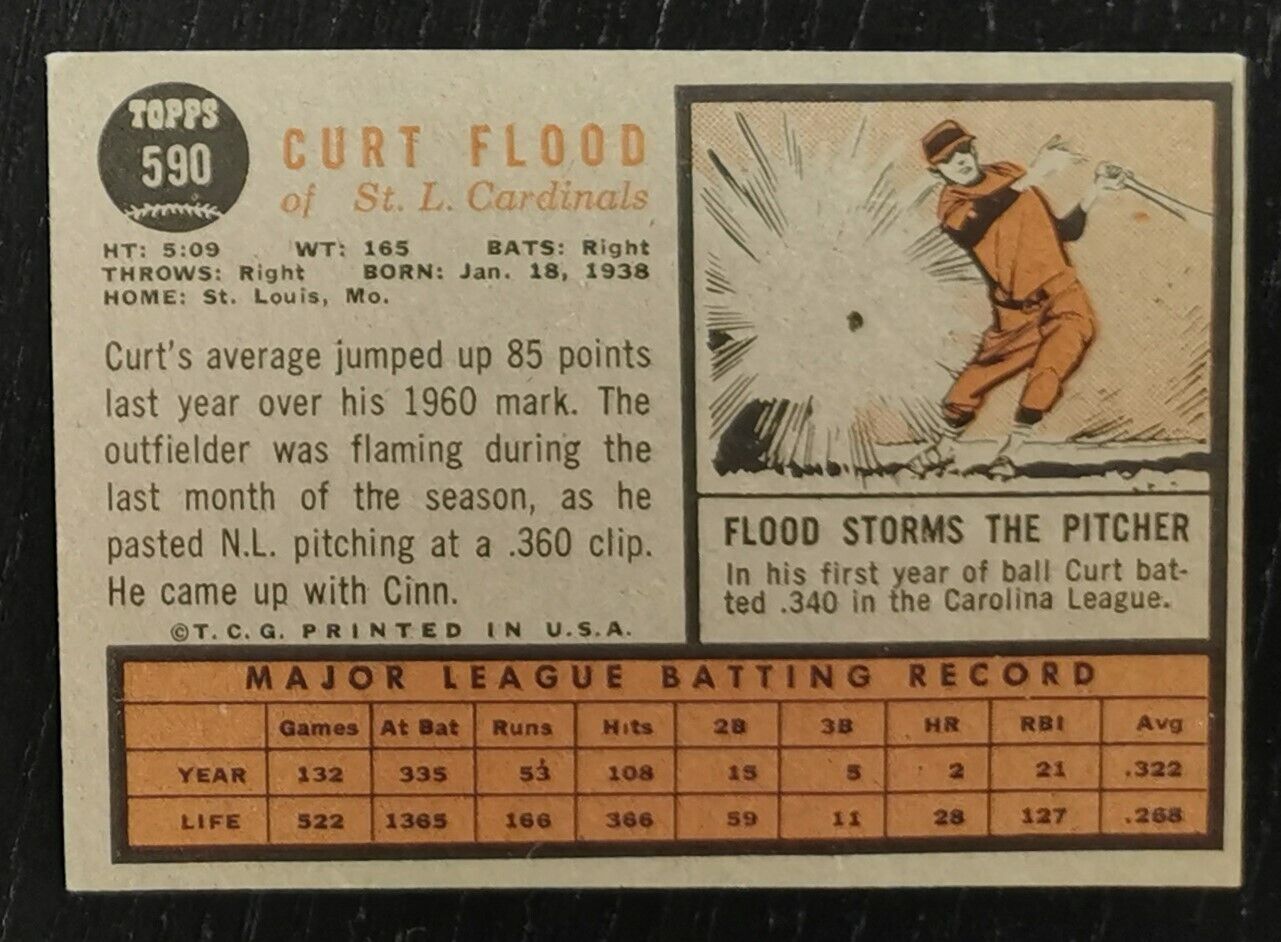 TOPPS
590
CURT FLOOD
of St. L. Cardinals
HT: 5:09 WT: 165 BATS: Right
THROWS: Right BORN: Jan. 18, 1938
HOME: St. Louis, Mo.
Curt's average jumped up 85 points
last year over his 1960 mark. The
outfielder was flaming during the
last month of the season, as he
pasted N.L. pitching at a .360 clip.
He came up with Cinn.
©T. C. G. PRINTED IN U.S.A.
FLOOD STORMS THE PITCHER
In his first year of ball Curt bat-
ted .340 in the Carolina League.
MAJOR LEAGUE BATTING RECORD
Games At Bat Runs Hits 2B 3B HR RBI Avg
YEAR 132 335 53 108 15 5 2 21 .322
LIFE 522 1365 166 366 59 11 28 127 .268